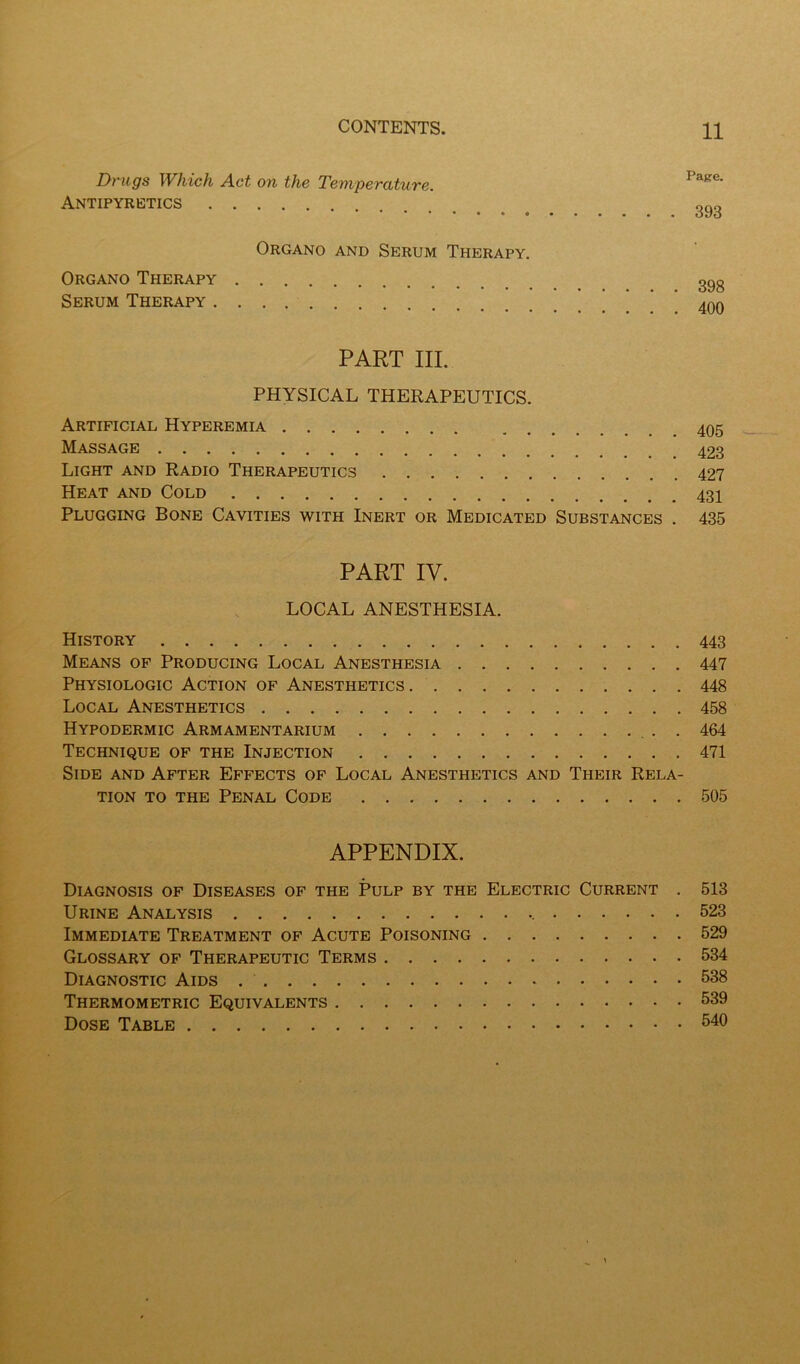 CONTENTS. 11
Drugs Which Act on the Temperature. Page.
ANTIPYRETICS . . . . . . . . . . . . . . . . . . . . 393
ORGANO AND SERUM THERAPY.
ORGANO THERAPY . . . . . . . . . . . . . . . . . . . 398
SERUM THERAPY . . . . . . . . . . . . . . . . . . . . 400
PART III.
PHYSICAL THERAPEUTICS.
ARTIFICIAL HYPEREMIA . . . . . . . . . . . . . . . . 405
MASSAGE . . . . . . . . . . . . . . . . . . . . . . 423
LIGHT AND RADIO THERAPEUTICS . . . . . . . . . . . . . 427
HEAT AND COLD . . . . . . . . . . . . . . . . . . . 431
PLUGGING BONE CAVITIES WITH INERT OR MEDICATED SUBSTANCES . 435
PART IV.
LOCAL ANESTHESIA.
HISTORY . . . . . . . . . . . . . . . . . . . . . . 443
MEANS OF PRODUCING LOCAL ANESTHESIA . . . . . . . . . . 447
PHYSIOLOGIC ACTION OF ANESTHETICS . . . . . . . . . . . . 448
LOCAL ANESTHETICS . . . . . . . . . . . . . . . . . . 458
HYPODERMIC ARMAMENTARIUM . . . . . . . . . . . . . . 464
TECHNIQUE OF THE INJECTION . . . . . . . . . . . . . . 471
SIDE AND AFTER EFFECTS OF LOCAL ANESTHETICS AND THEIR RELA-
TION TO THE PENAL CODE . . . . . . . . . . . . . . 505
APPENDIX.
DIAGNOSIS OF DISEASES OF THE PULP BY THE ELECTRIC CURRENT . 513
URINE ANALYSIS . . . . . . . . . . . . . . . . . . . 523
IMMEDIATE TREATMENT OF ACUTE POISONING . . . . . . . . . 529
GLOSSARY OF THERAPEUTIC TERMS . . . . . . . . . . . . . 534
DIAGNOSTIC AIDS . . . . . . . . . . . . . . . . . . . 538
THERMOMETRIC EQUIVALENTS . . . . . . . . . . . . . . . 539
DOSE TABLE . . . . . . . . . . . . . . . . . . . . . 540